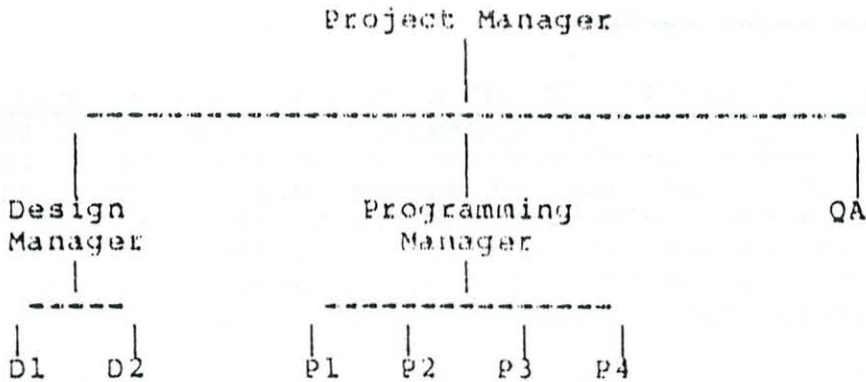 Project Manager
Design Programming QA
Manager Manager
D1 D2 P1 P2 P3 P4